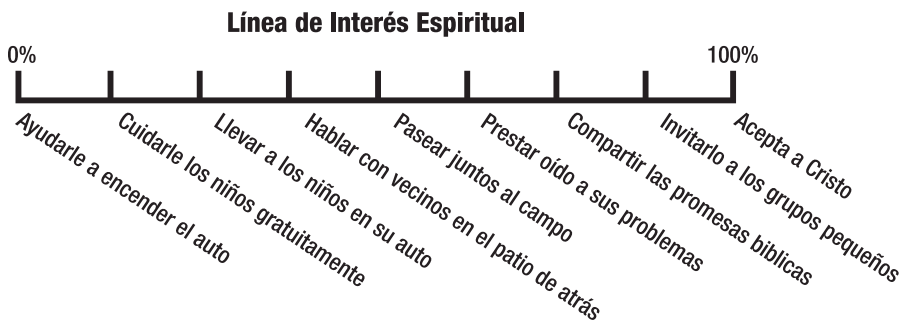 Línea de Interés Espiritual
0%
100%
Ayudarle a encender el auto
Cuidarle los niños gratuitamente
Llevar a los niños en su auto
Hablar con vecinos en el patio de atrás
Pasear juntos al campo
Prestar oído a sus problemas
Compartir las promesas biblicas
Invitarlo a los grupos pequeños
Acepta a Cristo